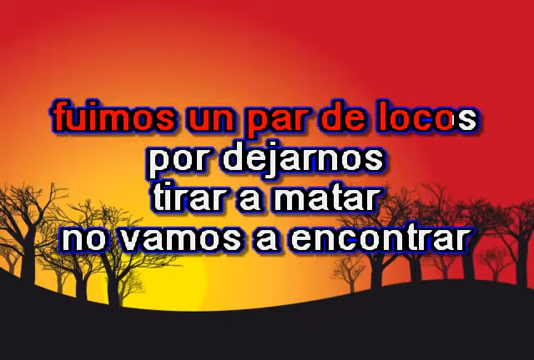 fuimos un par de locos
por dejarnos
tirar a matar
no vamos a encontrar